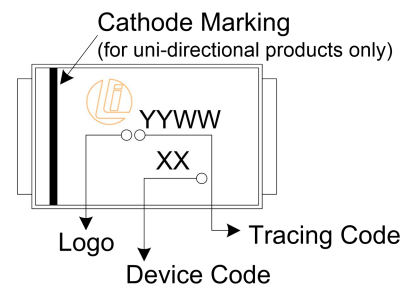 Cathode Marking
(for uni-directional products only)
YYWW
XX
Logo
Tracing Code
Device Code